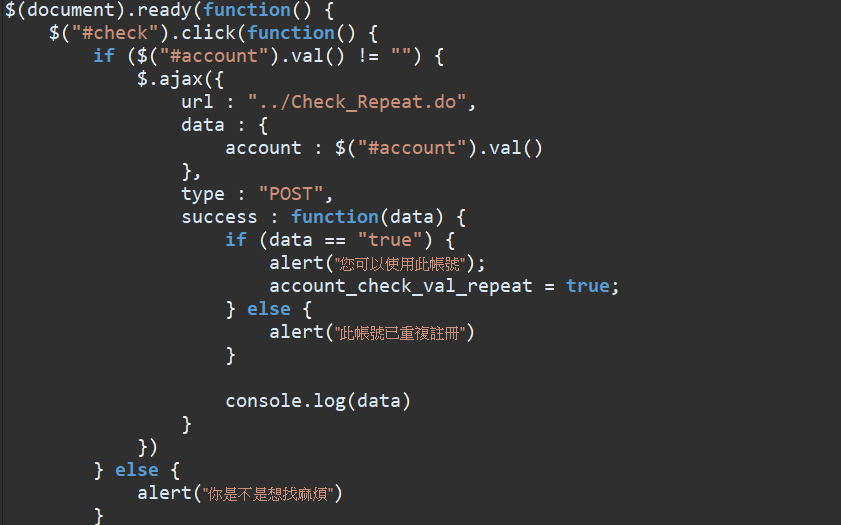 $(document).ready(function() {
    $("#check").click(function() {
        if ($("#account").val() != "") {
            $.ajax({
                url : "../Check_Repeat.do",
                data : {
                    account : $("#account").val()
                },
                type : "POST",
                success : function(data) {
                    if (data == "true") {
                        alert("您可以使用此帳號");
                        account_check_val_repeat = true;
                    } else {
                        alert("此帳號已重複註冊")
                    }

                    console.log(data)
                }
            })
        } else {
            alert("你是不是想找麻煩")
        }